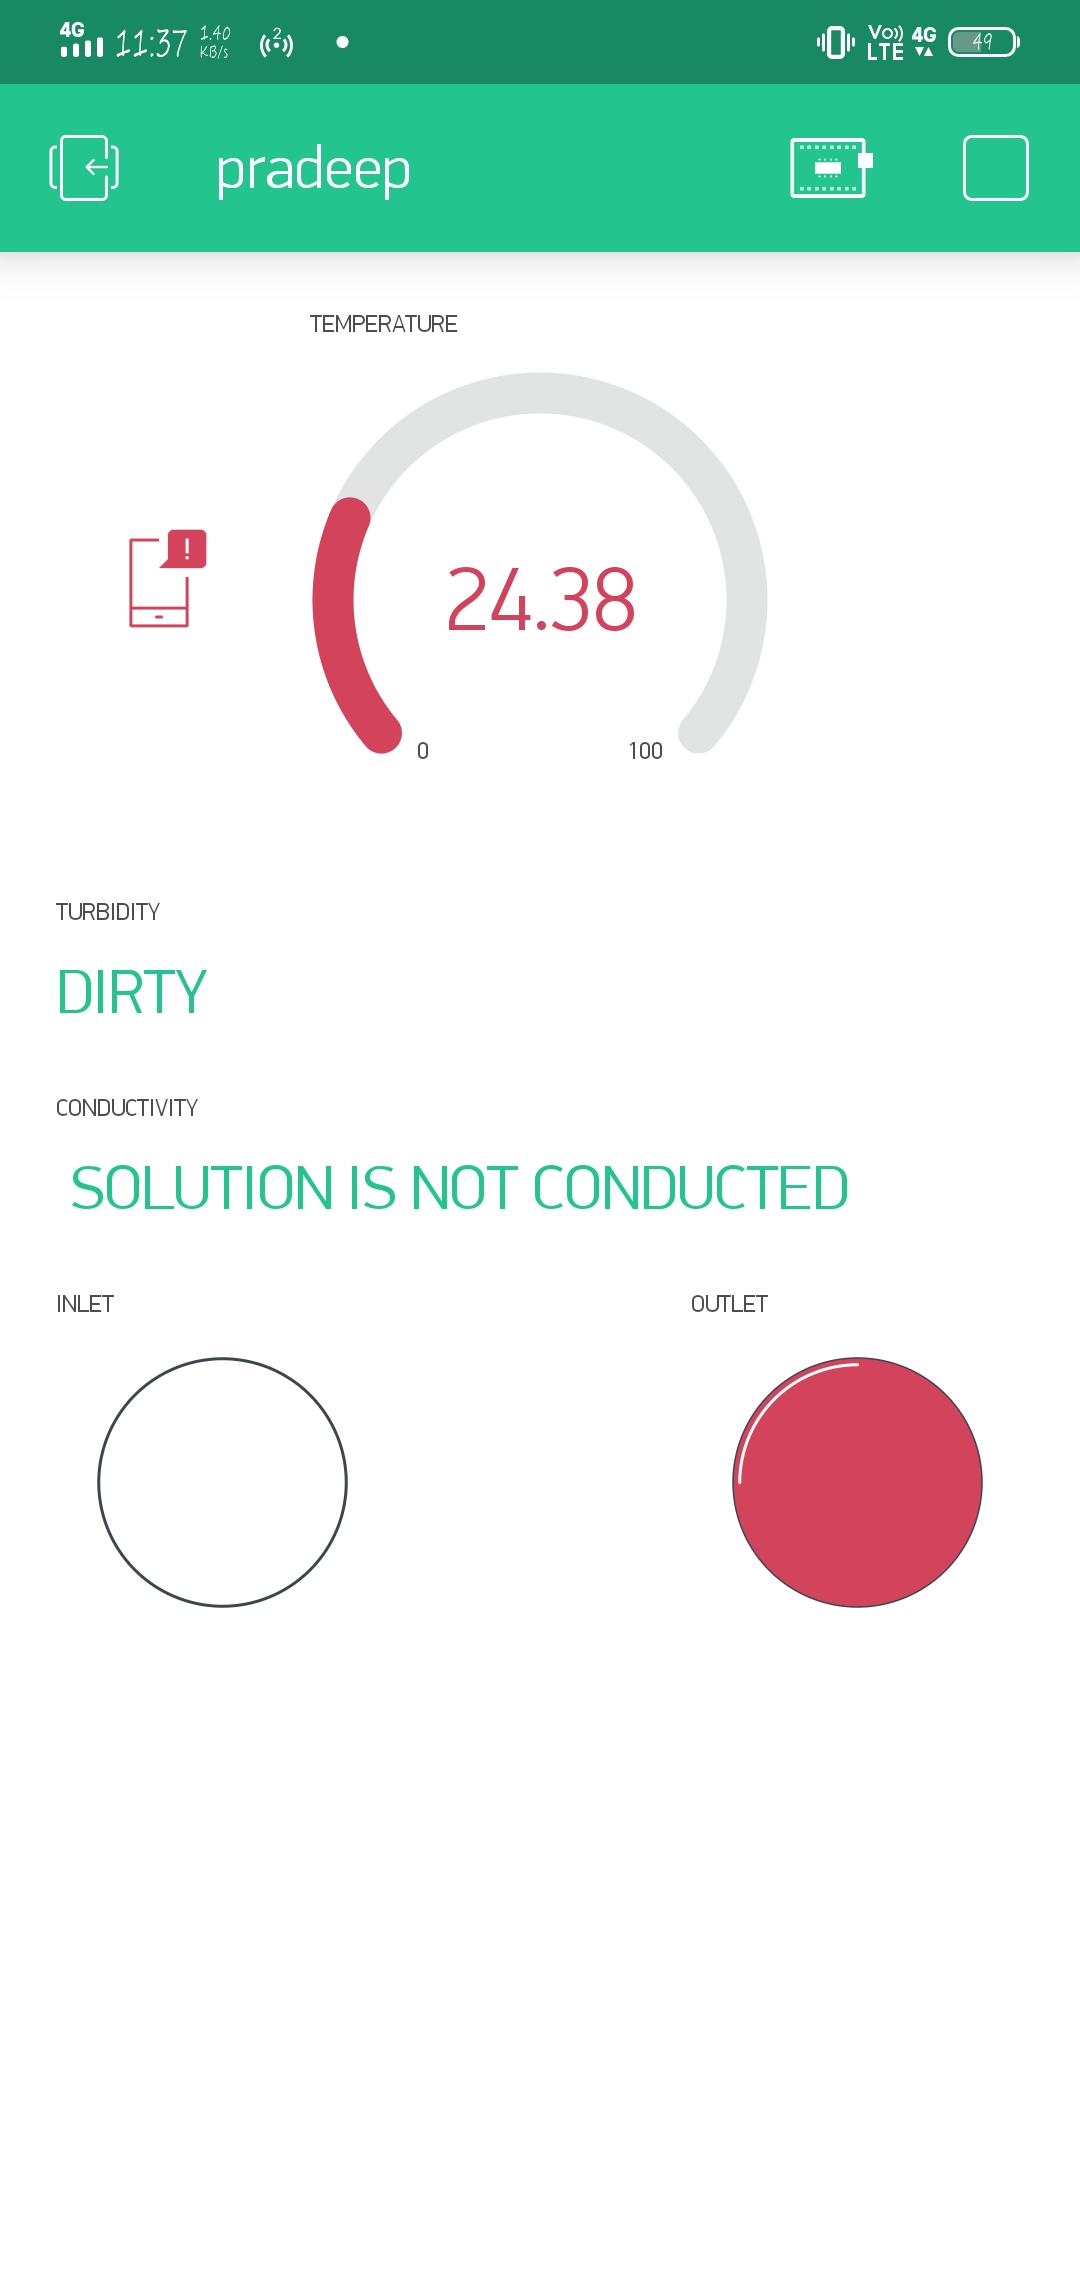 4G 11:37 1.40 KB/s 2 Vo)) LTE 4G 49
pradeep
TEMPERATURE
!
24.38
0 100
TURBIDITY
DIRTY
CONDUCTIVITY
SOLUTION IS NOT CONDUCTED
INLET OUTLET